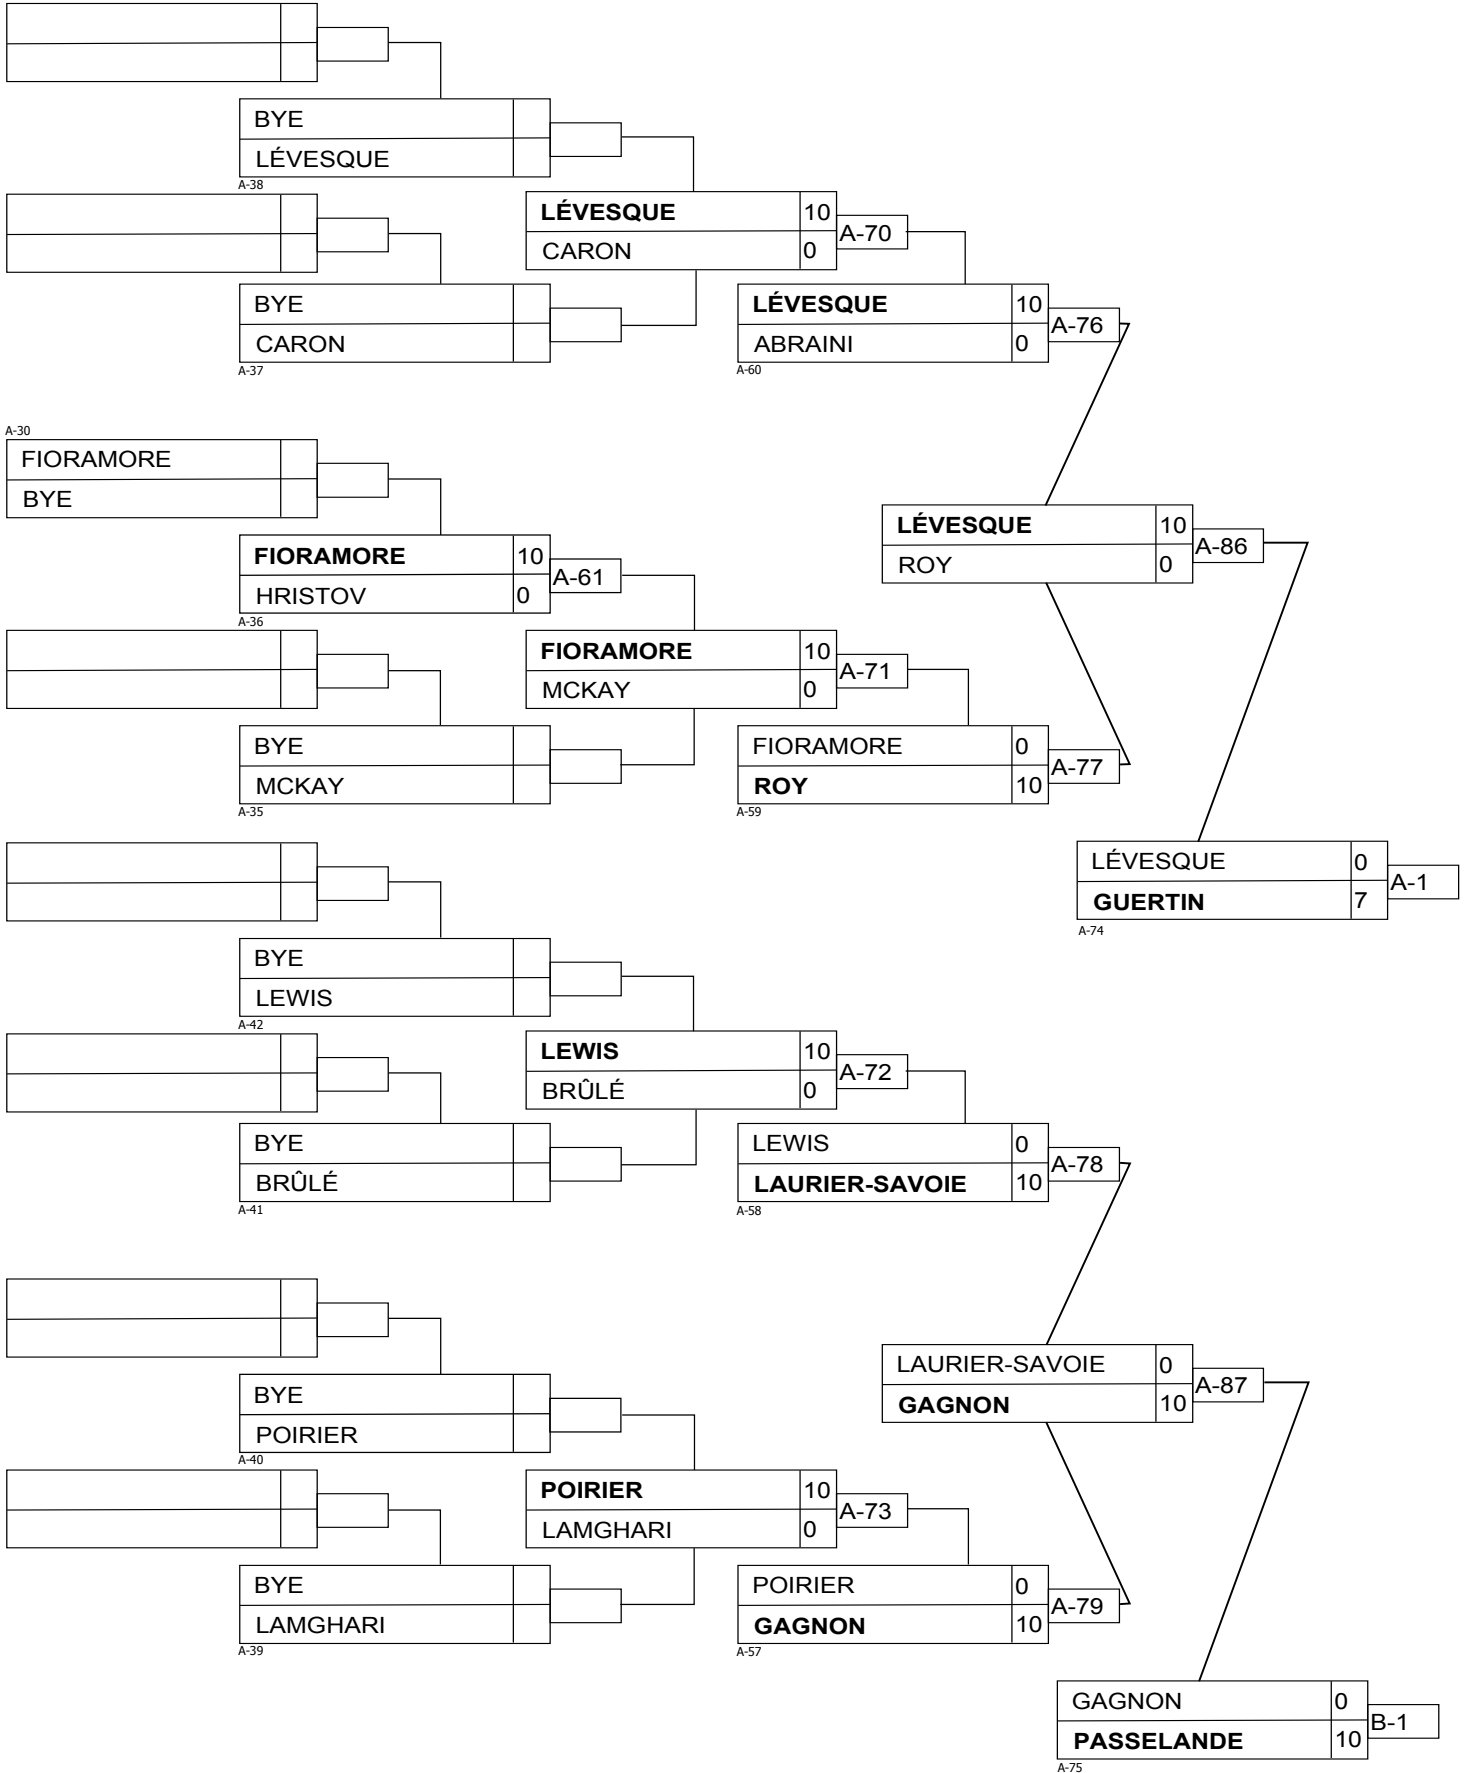 BYE
LÉVESQUE
A-38
LÉVESQUE 10
CARON 0
A-70
BYE
CARON
A-37
LÉVESQUE 10
ABRAINI 0
A-76
A-60
A-30
FIORAMORE
BYE
LÉVESQUE 10
ROY 0
A-86
FIORAMORE 10
HRISTOV 0
A-61
A-36
FIORAMORE 10
MCKAY 0
A-71
BYE
MCKAY
A-35
FIORAMORE 0
ROY 10
A-77
A-59
LÉVESQUE 0
GUERTIN 7
A-1
A-74
BYE
LEWIS
A-42
LEWIS 10
BRÛLÉ 0
A-72
BYE
BRÛLÉ
A-41
LEWIS 0
LAURIER-SAVOIE 10
A-78
A-58
LAURIER-SAVOIE 0
GAGNON 10
A-87
BYE
POIRIER
A-40
POIRIER 10
LAMGHARI 0
A-73
BYE
LAMGHARI
A-39
POIRIER 0
GAGNON 10
A-79
A-57
GAGNON 0
PASSELANDE 10
B-1
A-75